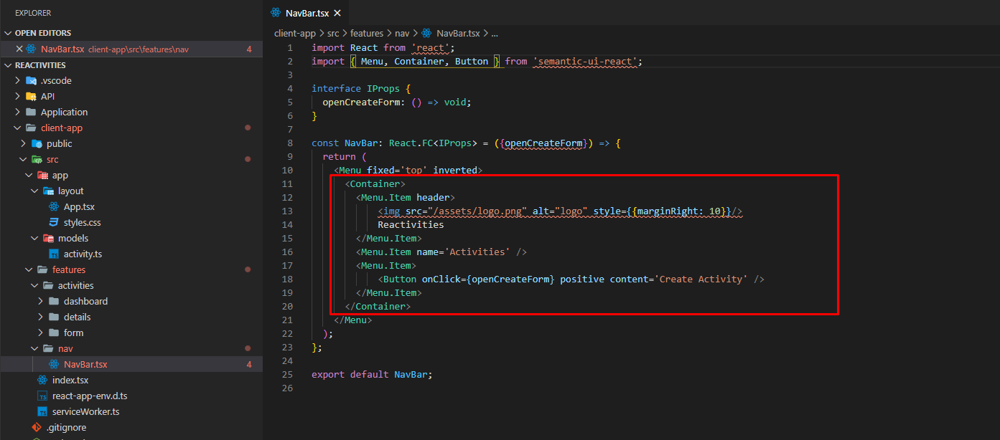 EXPLORER
OPEN EDITORS
NavBar.tsx client-app\src\features\nav 4
REACTIVITIES
.vscode
API
Application
client-app
public
src
app
layout
App.tsx
styles.css
models
activity.ts
features
activities
dashboard
details
form
nav
NavBar.tsx 4
index.tsx
react-app-env.d.ts
serviceWorker.ts
.gitignore
NavBar.tsx
client-app > src > features > nav > NavBar.tsx > ...
1 import React from 'react';
2 import { Menu, Container, Button } from 'semantic-ui-react';
3
4 interface IProps {
5   openCreateForm: () => void;
6 }
7
8 const NavBar: React.FC<IProps> = ({openCreateForm}) => {
9   return (
10     <Menu fixed='top' inverted>
11       <Container>
12         <Menu.Item header>
13             <img src="/assets/logo.png" alt="logo" style={{marginRight: 10}}/>
14             Reactivities
15         </Menu.Item>
16         <Menu.Item name='Activities' />
17         <Menu.Item>
18             <Button onClick={openCreateForm} positive content='Create Activity' />
19         </Menu.Item>
20       </Container>
21     </Menu>
22   );
23 };
24
25 export default NavBar;
26